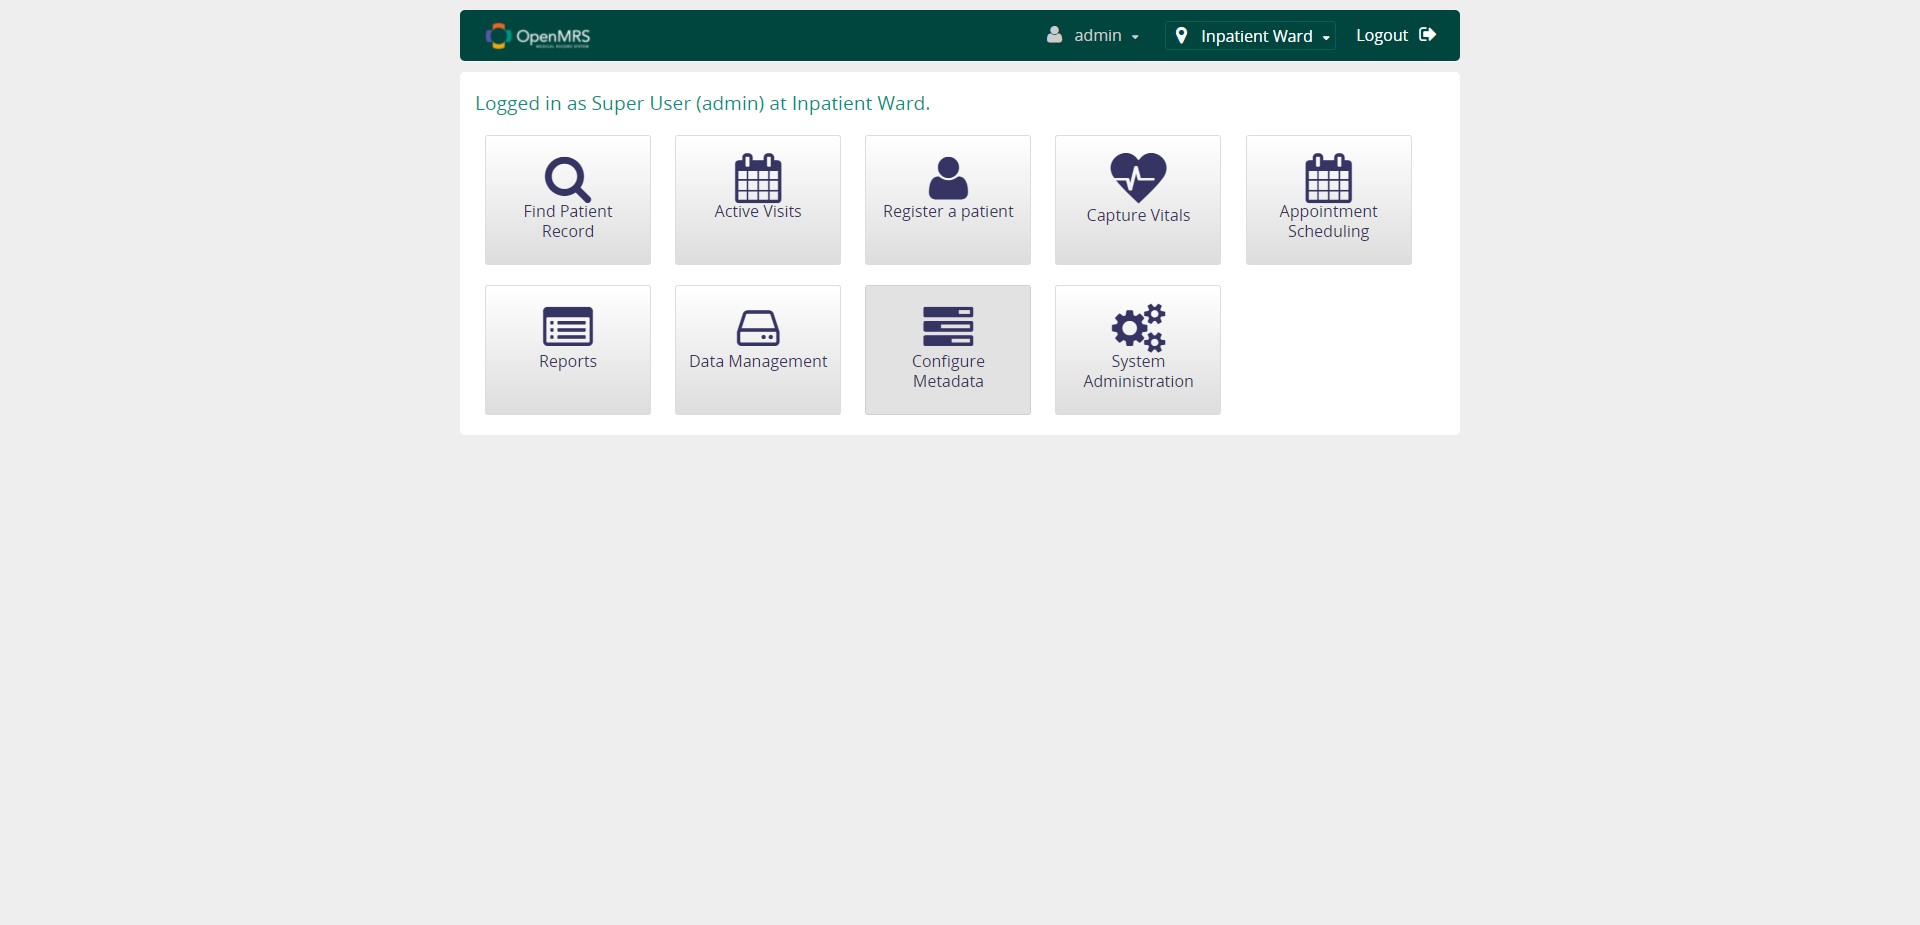 OpenMRS
admin
Inpatient Ward
Logout
Logged in as Super User (admin) at Inpatient Ward.
Find Patient
Record
Active Visits
Register a patient
Capture Vitals
Appointment
Scheduling
Reports
Data Management
Configure
Metadata
System
Administration